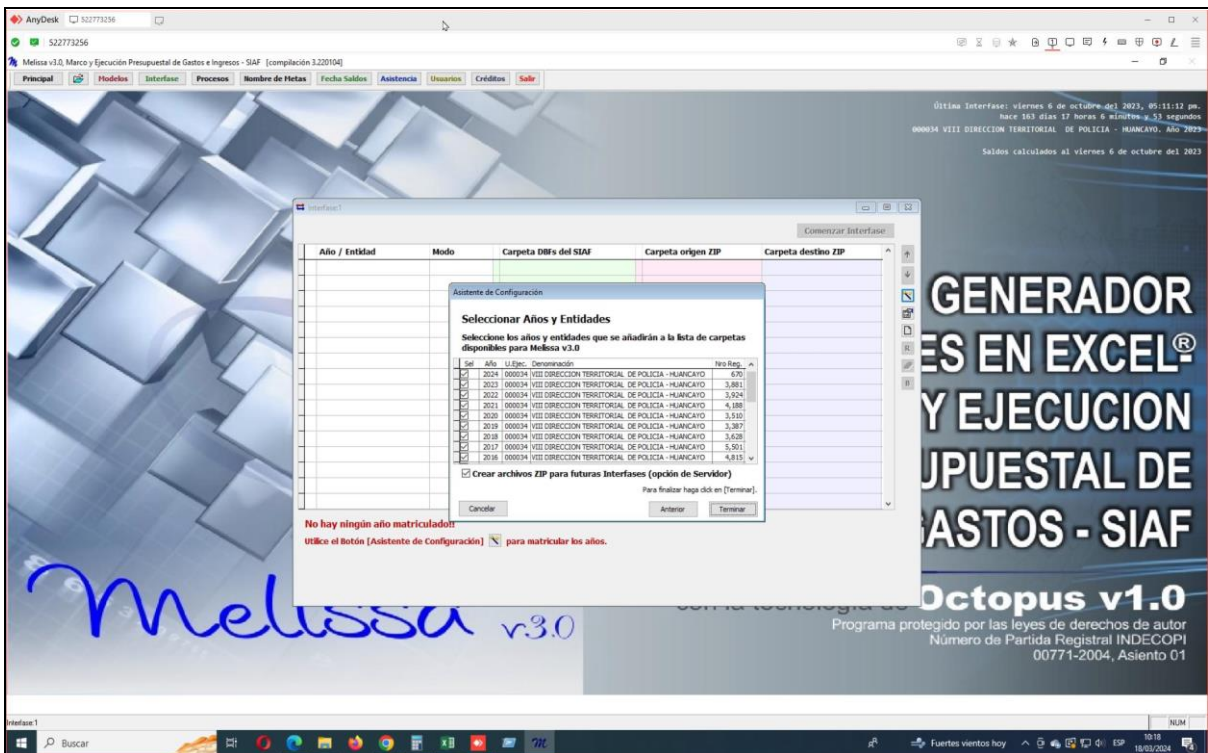 AnyDesk 522773256
522773256
Melissa v3.0, Marco y Ejecución Presupuestal de Gastos e Ingresos - SIAF [compilación 3.220104]
Principal Modelos Interfase Procesos Nombre de Metas Fecha Saldos Asistencia Usuarios Créditos Salir
Última Interfase: viernes 6 de octubre del 2023, 05:11:12 pm.
hace 163 dias 17 horas 6 minutos y 53 segundos
000034 VIII DIRECCION TERRITORIAL DE POLICIA - HUANCAYO. Año 2023
Saldos calculados al viernes 6 de octubre del 2023
Interfase:1
Comenzar Interfase
Año / Entidad Modo Carpeta DBFs del SIAF Carpeta origen ZIP Carpeta destino ZIP
Asistente de Configuración
Seleccionar Años y Entidades
Seleccione los años y entidades que se añadirán a la lista de carpetas
disponibles para Melissa v3.0
Sel Año U.Ejec. Denominación Nro Reg.
2024 000034 VIII DIRECCION TERRITORIAL DE POLICIA - HUANCAYO 670
2023 000034 VIII DIRECCION TERRITORIAL DE POLICIA - HUANCAYO 3,881
2022 000034 VIII DIRECCION TERRITORIAL DE POLICIA - HUANCAYO 3,924
2021 000034 VIII DIRECCION TERRITORIAL DE POLICIA - HUANCAYO 4,188
2020 000034 VIII DIRECCION TERRITORIAL DE POLICIA - HUANCAYO 3,510
2019 000034 VIII DIRECCION TERRITORIAL DE POLICIA - HUANCAYO 3,387
2018 000034 VIII DIRECCION TERRITORIAL DE POLICIA - HUANCAYO 3,628
2017 000034 VIII DIRECCION TERRITORIAL DE POLICIA - HUANCAYO 5,501
2016 000034 VIII DIRECCION TERRITORIAL DE POLICIA - HUANCAYO 4,815
Crear archivos ZIP para futuras Interfases (opción de Servidor)
Para finalizar haga click en [Terminar].
Cancelar Anterior Terminar
No hay ningún año matriculado!!
Utilice el Botón [Asistente de Configuración] para matricular los años.
GENERADOR
ES EN EXCEL®
Y EJECUCION
UPUESTAL DE
GASTOS - SIAF
Melissa v3.0
con la tecnología de Octopus v1.0
Programa protegido por las leyes de derechos de autor
Número de Partida Registral INDECOPI
00771-2004, Asiento 01
Interfase:1 NUM
Buscar Fuertes vientos hoy ESP 10:18
18/03/2024